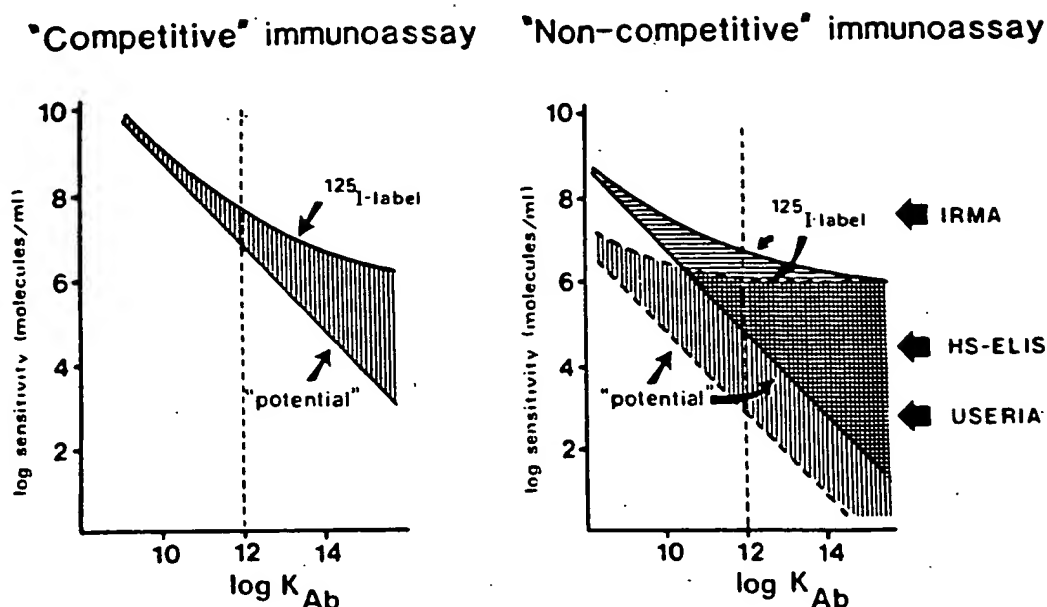 "Competitive" immunoassay
10
8
6
4
2
log sensitivity (molecules/ml)
125I-label
"potential"
10
12
14
log K Ab
"Non-competitive" immunoassay
10
8
6
4
2
log sensitivity (molecules/ml)
125I-label
"potential"
10
12
14
log K Ab
IRMA
HS-ELIS
USERIA